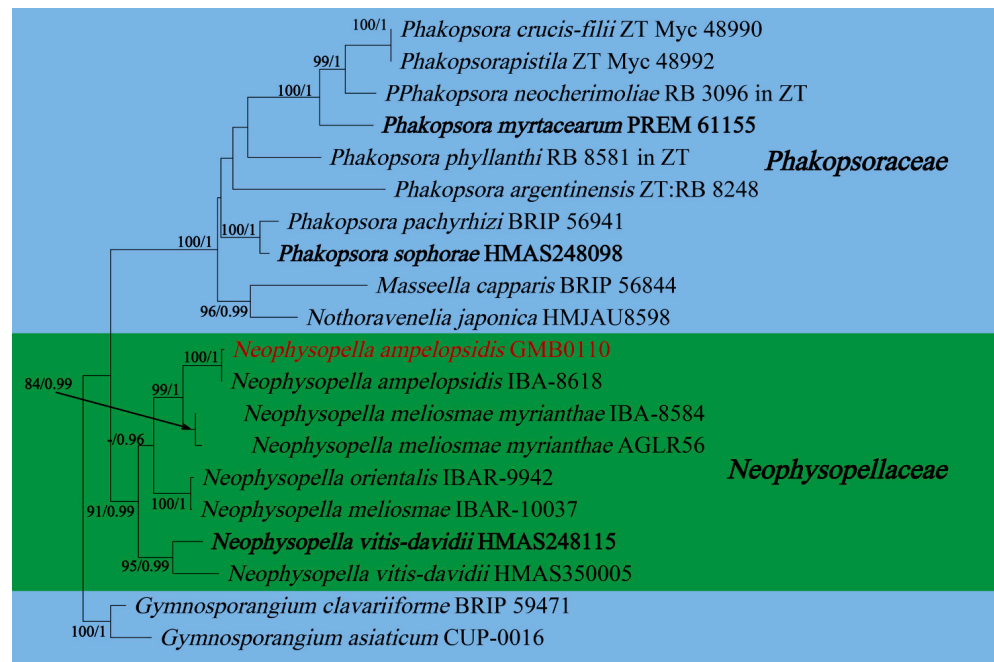 100/1
Phakopsora crucis-filii ZT Myc 48990
Phakopsorapistila ZT Myc 48992
99/1
PPhakopsora neocherimoliae RB 3096 in ZT
100/1
Phakopsora myrtacearum PREM 61155
Phakopsora phyllanthi RB 8581 in ZT
Phakopsoraceae
Phakopsora argentinensis ZT:RB 8248
Phakopsora pachyrhizi BRIP 56941
100/1
100/1
Phakopsora sophorae HMAS248098
Masseella capparis BRIP 56844
96/0.99
Nothoravenelia japonica HMJAU8598
Neophysopella ampelopsidis GMB0110
100/1
Neophysopella ampelopsidis IBA-8618
84/0.99
99/1
Neophysopella meliosmae myrianthae IBA-8584
-/0.96
Neophysopella meliosmae myrianthae AGLR56
Neophysopellaceae
Neophysopella orientalis IBAR-9942
100/1
Neophysopella meliosmae IBAR-10037
91/0.99
Neophysopella vitis-davidii HMAS248115
95/0.99
Neophysopella vitis-davidii HMAS350005
Gymnosporangium clavariiforme BRIP 59471
100/1
Gymnosporangium asiaticum CUP-0016